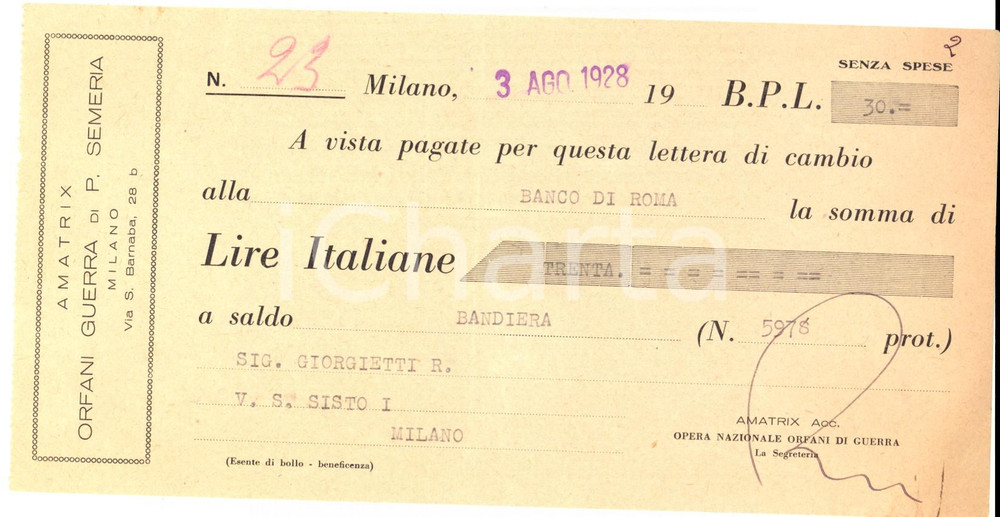 AMATRIX
ORFANI GUERRA DI P. SEMERIA
MILANO
Via S. Barnaba, 28 b
2
SENZA SPESE
N. 23 Milano, 3 AGO. 1928 19 B.P.L. 30.=
A vista pagate per questa lettera di cambio
alla BANCO DI ROMA la somma di
Lire Italiane TRENTA. = = = = == = ==
a saldo BANDIERA (N. 5978 prot.)
SIG. GIORGIETTI R.
V. S. SISTO I
MILANO
AMATRIX Acc.
OPERA NAZIONALE ORFANI DI GUERRA
La Segreteria
(Esente di bollo - beneficenza)
iCharta